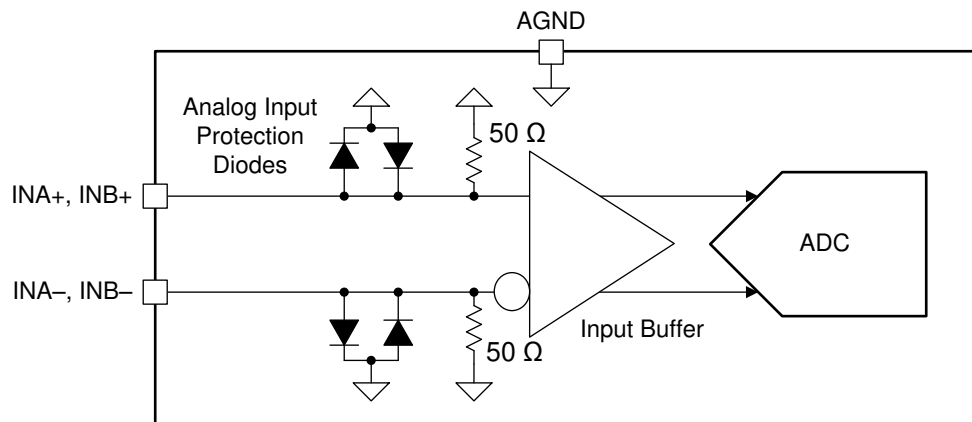 AGND
Analog Input
Protection
Diodes
50 Ω
INA+, INB+
ADC
INA−, INB−
Input Buffer
50 Ω